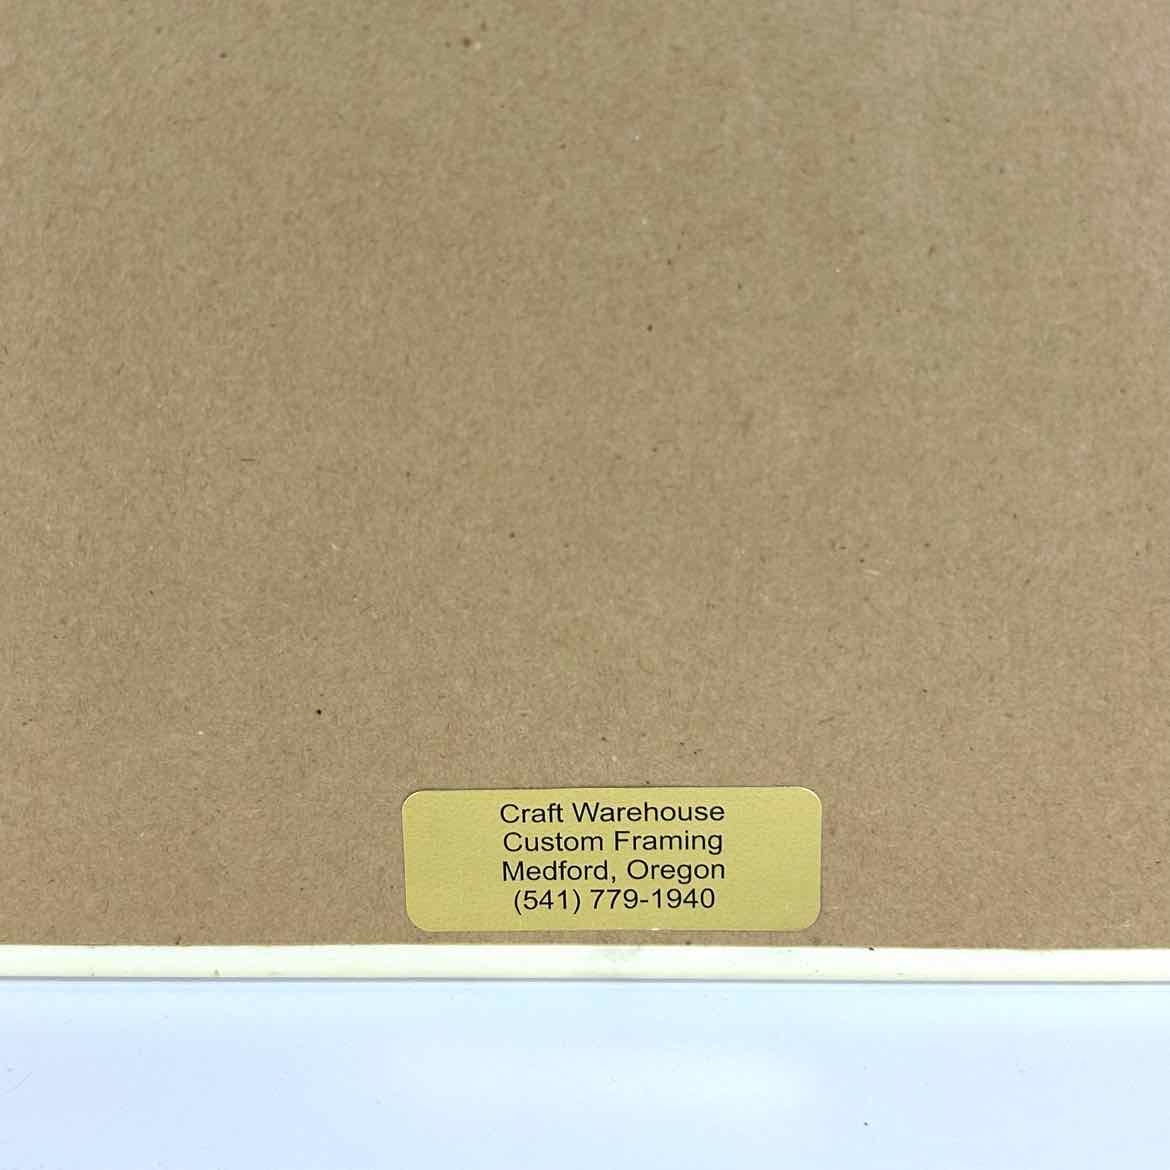 Craft Warehouse
Custom Framing
Medford, Oregon
(541) 779-1940